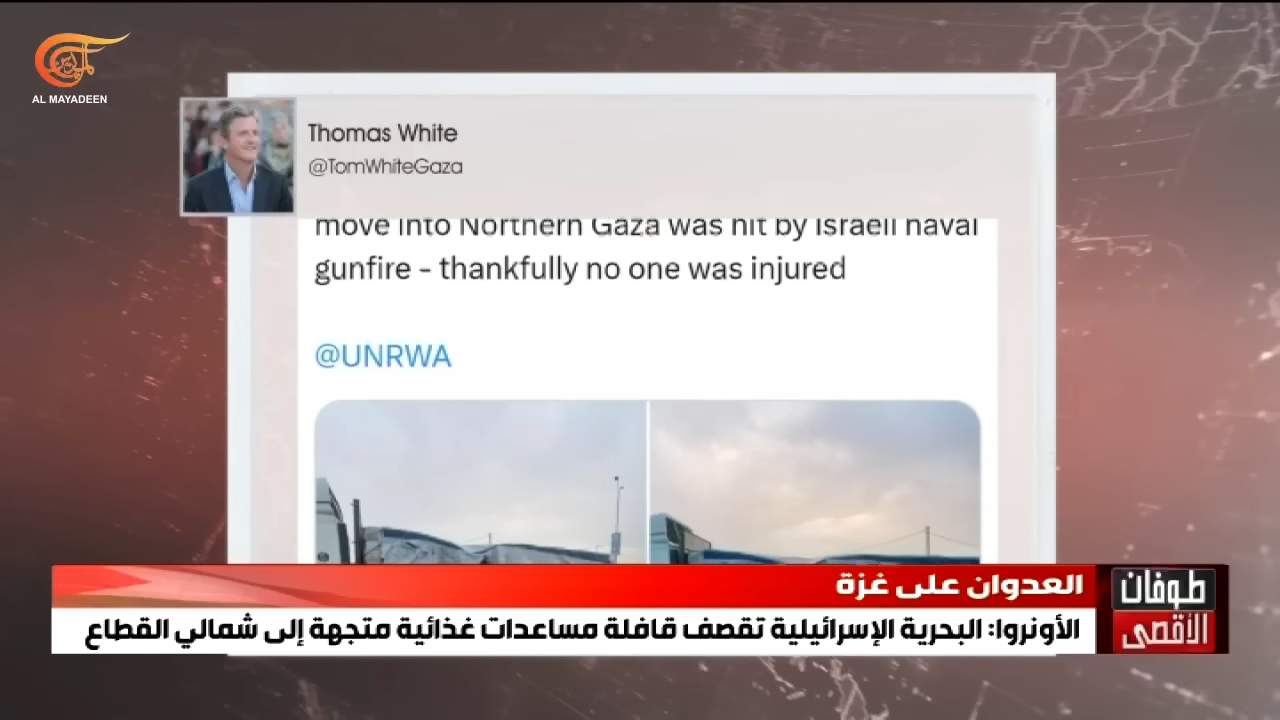 الميادين
AL MAYADEEN
Thomas White
@TomWhiteGaza
move into Northern Gaza was hit by Israeli naval
gunfire - thankfully no one was injured
@UNRWA
العدوان على غزة
الأونروا: البحرية الإسرائيلية تقصف قافلة مساعدات غذائية متجهة إلى شمالي القطاع
طوفان
الأقصى